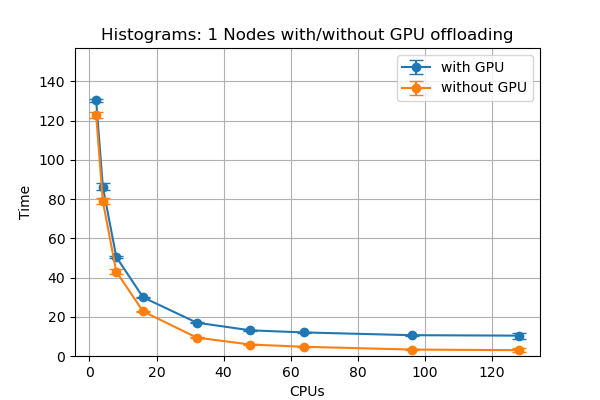 Histograms: 1 Nodes with/without GPU offloading
with GPU
without GPU
140
120
100
80
60
40
20
0
Time
0 20 40 60 80 100 120
CPUs